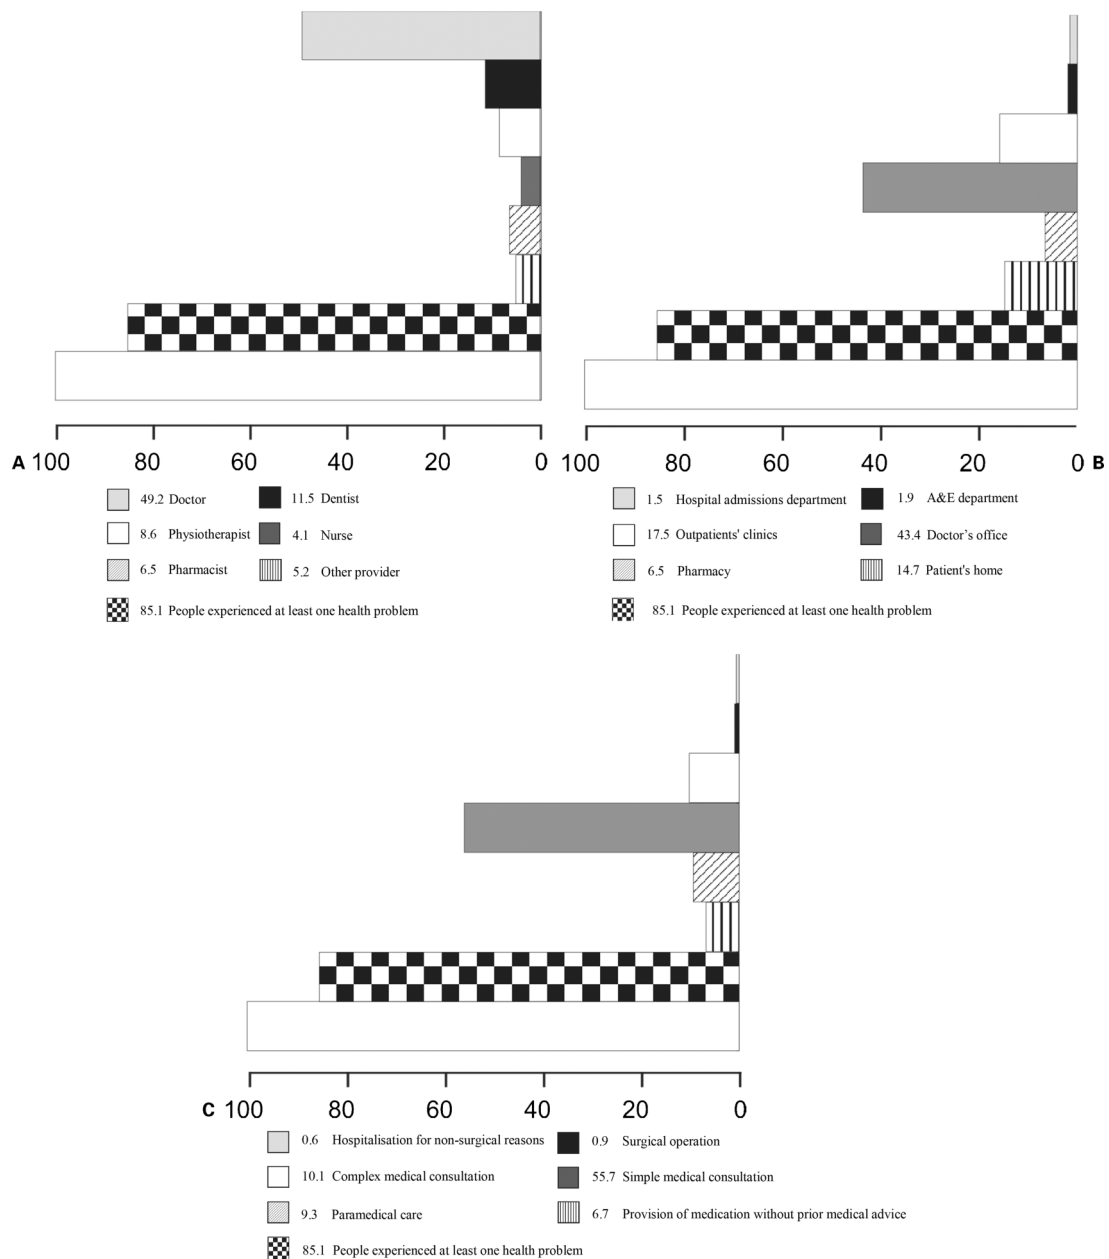 A 100 80 60 40 20 0
49.2 Doctor 11.5 Dentist
8.6 Physiotherapist 4.1 Nurse
6.5 Pharmacist 5.2 Other provider
85.1 People experienced at least one health problem
100 80 60 40 20 0 B
1.5 Hospital admissions department 1.9 A&E department
17.5 Outpatients' clinics 43.4 Doctor's office
6.5 Pharmacy 14.7 Patient's home
85.1 People experienced at least one health problem
C 100 80 60 40 20 0
0.6 Hospitalisation for non-surgical reasons 0.9 Surgical operation
10.1 Complex medical consultation 55.7 Simple medical consultation
9.3 Paramedical care 6.7 Provision of medication without prior medical advice
85.1 People experienced at least one health problem